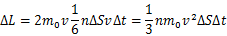 ΔL = 2m₀v 1/6 nΔSvΔt = 1/3 nm₀v²ΔSΔt